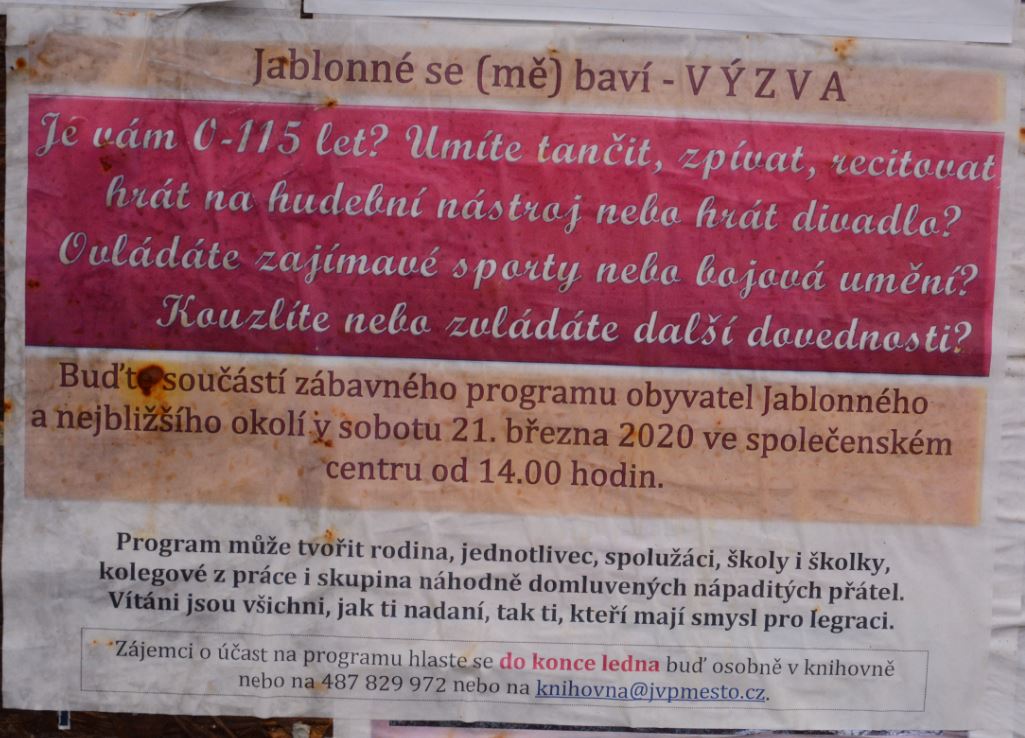 Jablonné se (mě) baví - V Ý Z V A
Je vám 0-115 let? Umíte tančit, zpívat, recitovat,
hrát na hudební nástroj nebo hrát divadlo?
Ovládáte zajímavé sporty nebo bojová umění?
Kouzlíte nebo zvládáte další dovednosti?
Buďte součástí zábavného programu obyvatel Jablonného
a nejbližšího okolí v sobotu 21. března 2020 ve společenském
centru od 14.00 hodin.
Program může tvořit rodina, jednotlivec, spolužáci, školy i školky,
kolegové z práce i skupina náhodně domluvených nápaditých přátel.
Vítáni jsou všichni, jak ti nadaní, tak ti, kteří mají smysl pro legraci.
Zájemci o účast na programu hlaste se do konce ledna buď osobně v knihovně
nebo na 487 829 972 nebo na knihovna@jvpmesto.cz.